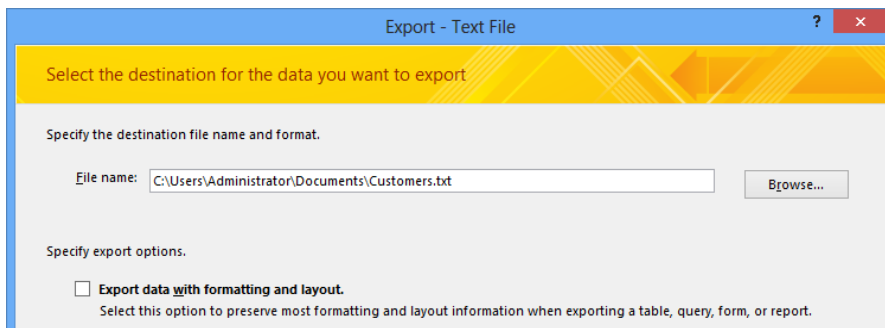 Export - Text File
?
Select the destination for the data you want to export
Specify the destination file name and format.
File name: C:\Users\Administrator\Documents\Customers.txt Browse...
Specify export options.
Export data with formatting and layout.
Select this option to preserve most formatting and layout information when exporting a table, query, form, or report.